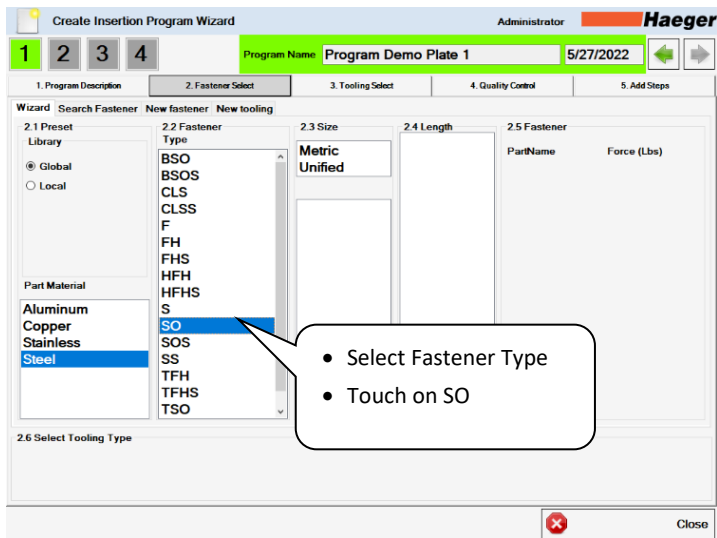 Create Insertion Program Wizard
Administrator
Haeger
1 2 3 4
Program Name Program Demo Plate 1 5/27/2022
1. Program Description 2. Fastener Select 3. Tooling Select 4. Quality Control 5. Add Steps
Wizard Search Fastener New fastener New tooling
2.1 Preset
Library
Global
Local
Part Material
Aluminum
Copper
Stainless
Steel
2.2 Fastener
Type
BSO
BSOS
CLS
CLSS
F
FH
FHS
HFH
HFHS
S
SO
SOS
SS
TFH
TFHS
TSO
2.3 Size
Metric
Unified
2.4 Length
2.5 Fastener
PartName Force (Lbs)
• Select Fastener Type
• Touch on SO
2.6 Select Tooling Type
Close